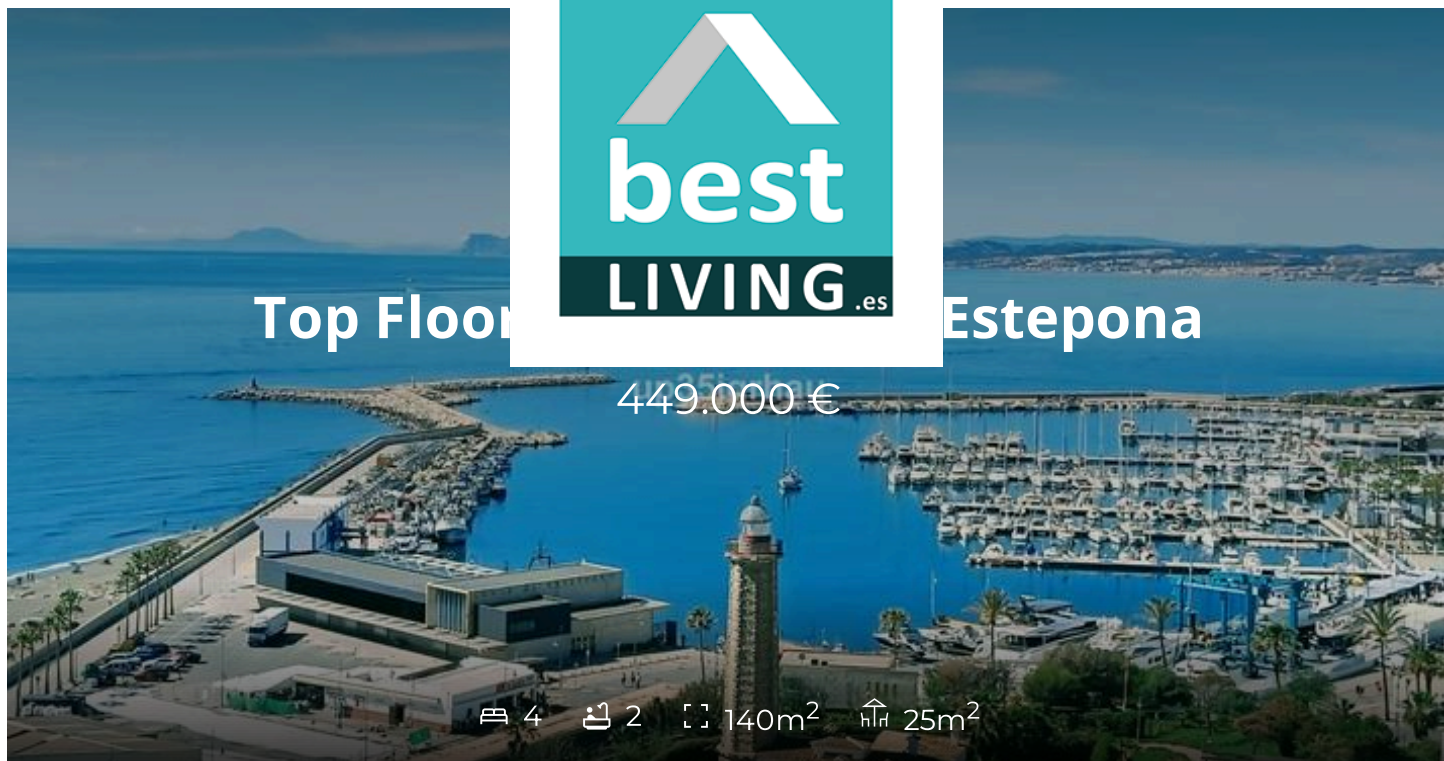 best
LIVING.es
Top Floor Estepona
449.000 €
4 2 140m² 25m²